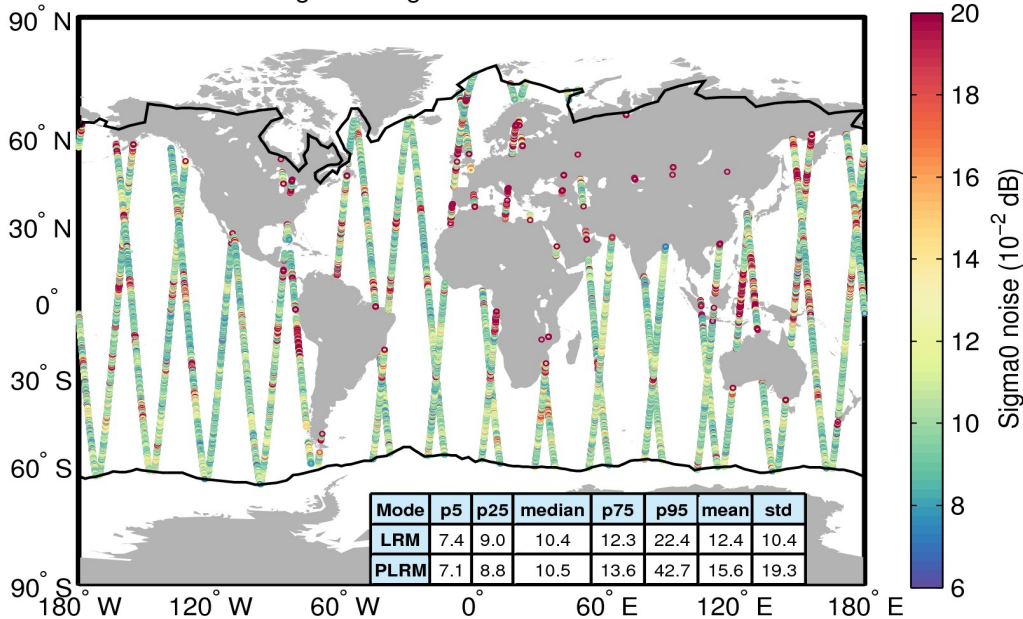 90° N
60° N
30° N
0°
30° S
60° S
90° S
180° W
120° W
60° W
0°
60° E
120° E
180° E
Mode p5 p25 median p75 p95 mean std
LRM 7.4 9.0 10.4 12.3 22.4 12.4 10.4
PLRM 7.1 8.8 10.5 13.6 42.7 15.6 19.3
20
18
16
14
12
10
8
6
Sigma0 noise (10⁻² dB)